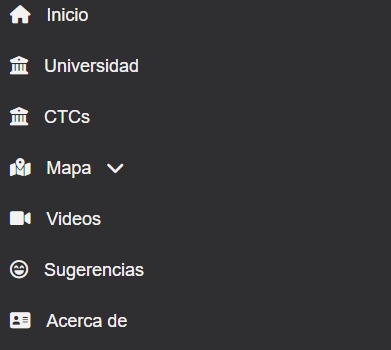 Inicio
Universidad
CTCs
Mapa
Videos
Sugerencias
Acerca de